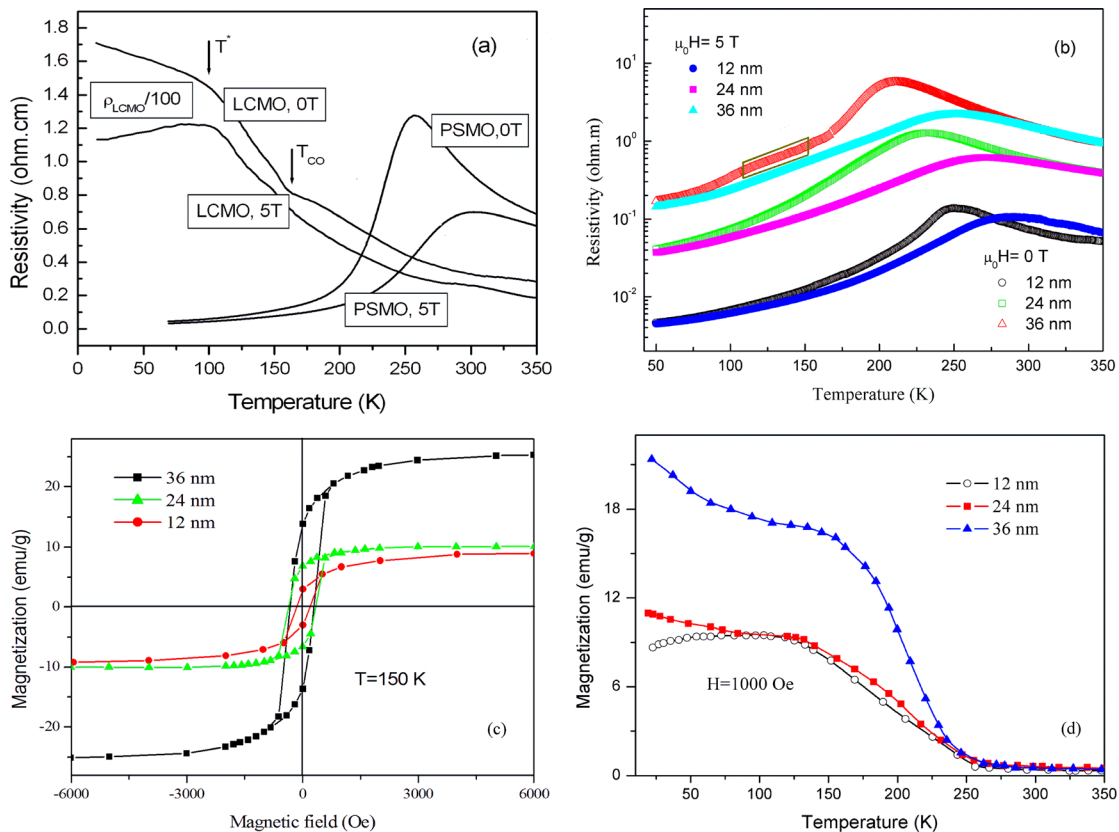 (a)
T*
ρLCMO/100
LCMO, 0T
PSMO,0T
TCO
LCMO, 5T
PSMO, 5T
Resistivity (ohm.cm)
1.8
1.6
1.4
1.2
1.0
0.8
0.6
0.4
0.2
0.0
0 50 100 150 200 250 300 350
Temperature (K)
(b)
μ0H= 5 T
12 nm
24 nm
36 nm
μ0H= 0 T
12 nm
24 nm
36 nm
Resistivity (ohm.m)
10^2
10^1
10^0
10^-1
10^-2
50 100 150 200 250 300 350
Temperature (K)
36 nm
24 nm
12 nm
T=150 K
(c)
Magnetization (emu/g)
20
10
0
-10
-20
-6000 -3000 0 3000 6000
Magnetic field (Oe)
12 nm
24 nm
36 nm
H=1000 Oe
(d)
Magnetization (emu/g)
18
12
6
0
50 100 150 200 250 300 350
Temperature (K)